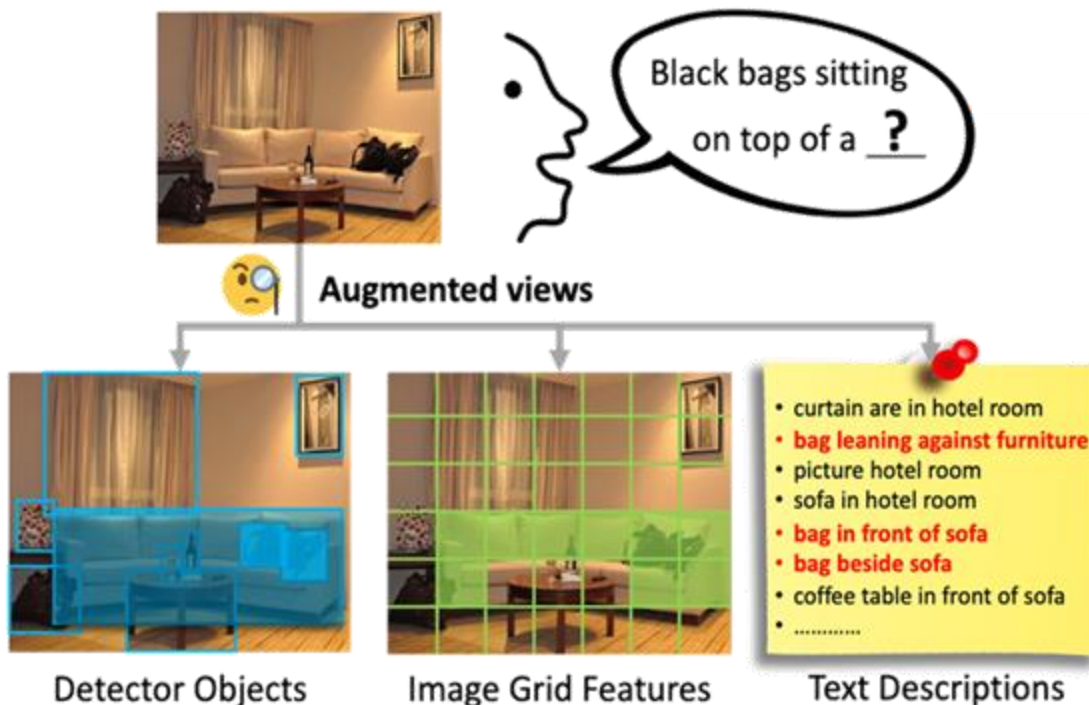 Black bags sitting
on top of a ?
Augmented views
• curtain are in hotel room
• bag leaning against furniture
• picture hotel room
• sofa in hotel room
• bag in front of sofa
• bag beside sofa
• coffee table in front of sofa
• ............
Detector Objects
Image Grid Features
Text Descriptions